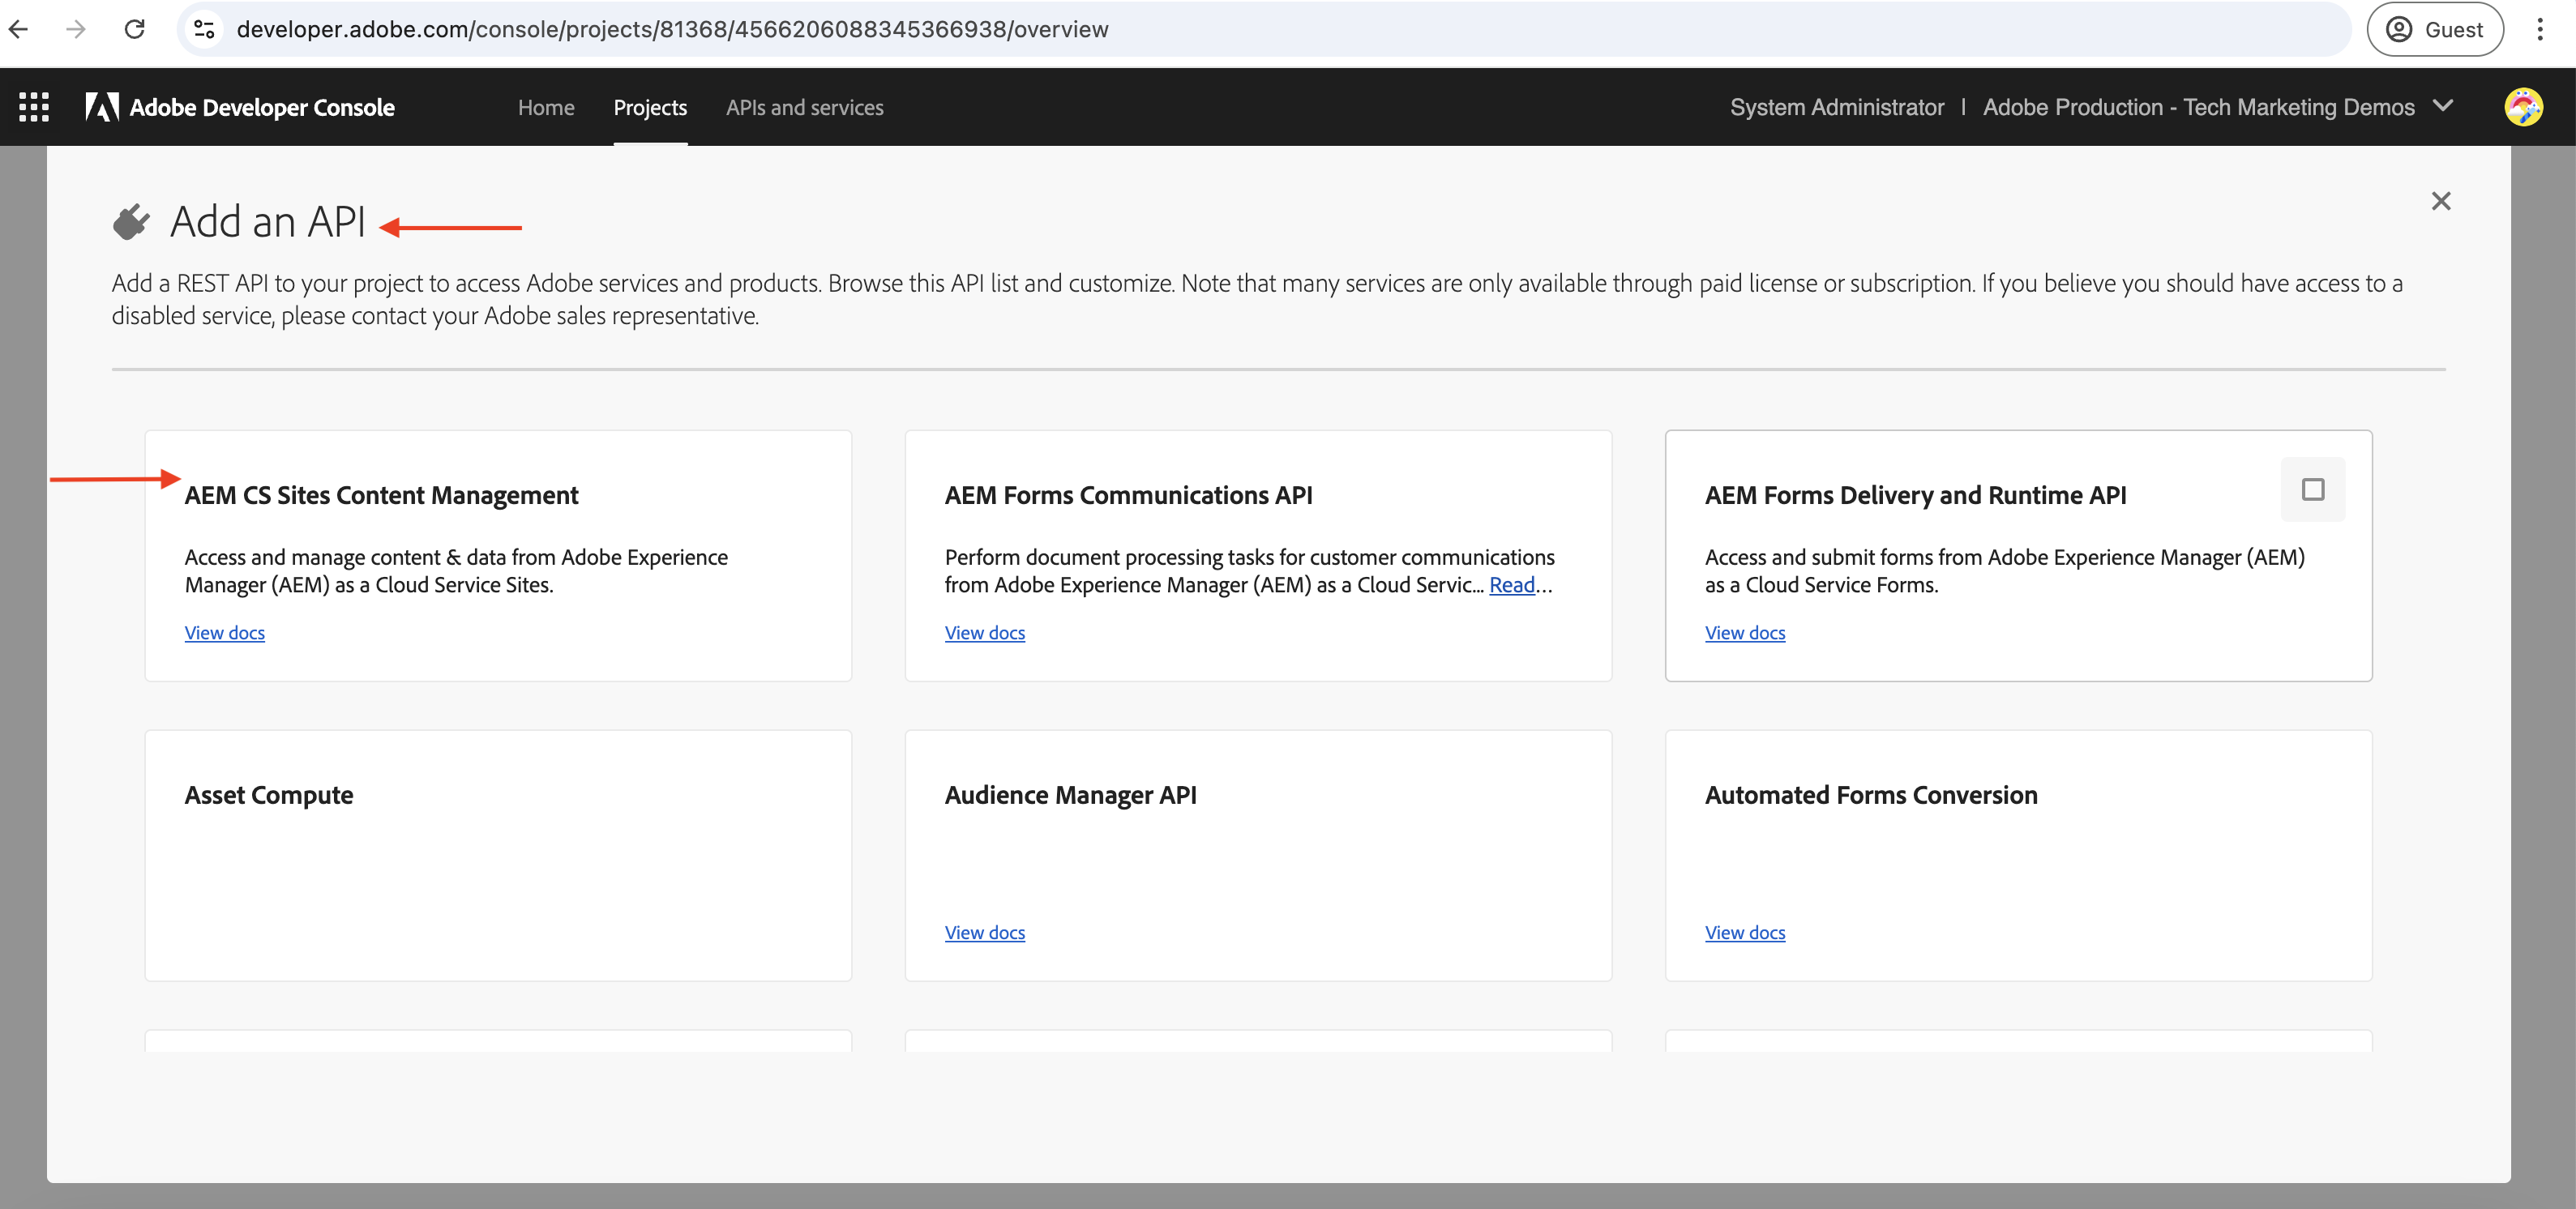 developer.adobe.com/console/projects/81368/4566206088345366938/overview
Guest
Adobe Developer Console
Home
Projects
APIs and services
System Administrator | Adobe Production - Tech Marketing Demos
Add an API
Add a REST API to your project to access Adobe services and products. Browse this API list and customize. Note that many services are only available through paid license or subscription. If you believe you should have access to a
disabled service, please contact your Adobe sales representative.
AEM CS Sites Content Management
Access and manage content & data from Adobe Experience
Manager (AEM) as a Cloud Service Sites.
View docs
AEM Forms Communications API
Perform document processing tasks for customer communications
from Adobe Experience Manager (AEM) as a Cloud Servic... Read...
View docs
AEM Forms Delivery and Runtime API
Access and submit forms from Adobe Experience Manager (AEM)
as a Cloud Service Forms.
View docs
Asset Compute
Audience Manager API
View docs
Automated Forms Conversion
View docs